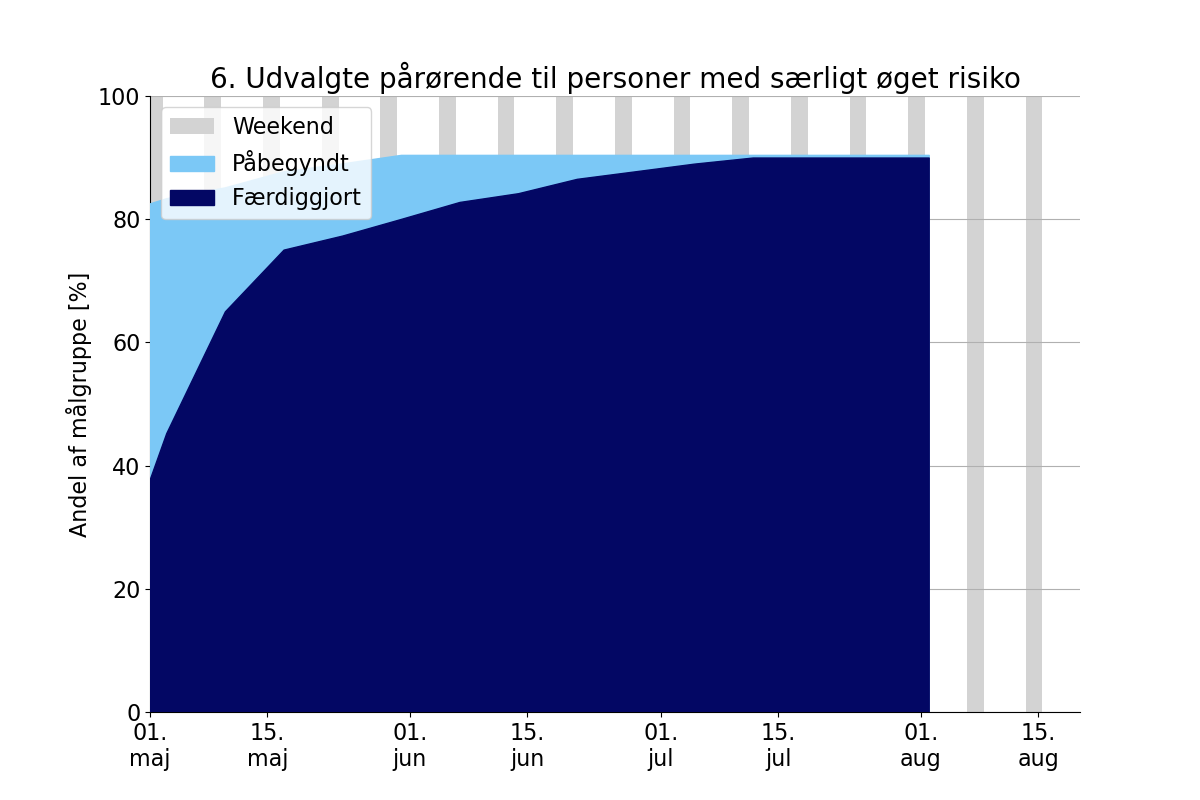 6. Udvalgte pårørende til personer med særligt øget risiko
Weekend
Påbegyndt
Færdiggjort
Andel af målgruppe [%]
100
80
60
40
20
0
01. 15. 01. 15. 01. 15. 01. 15.
maj maj jun jun jul jul aug aug